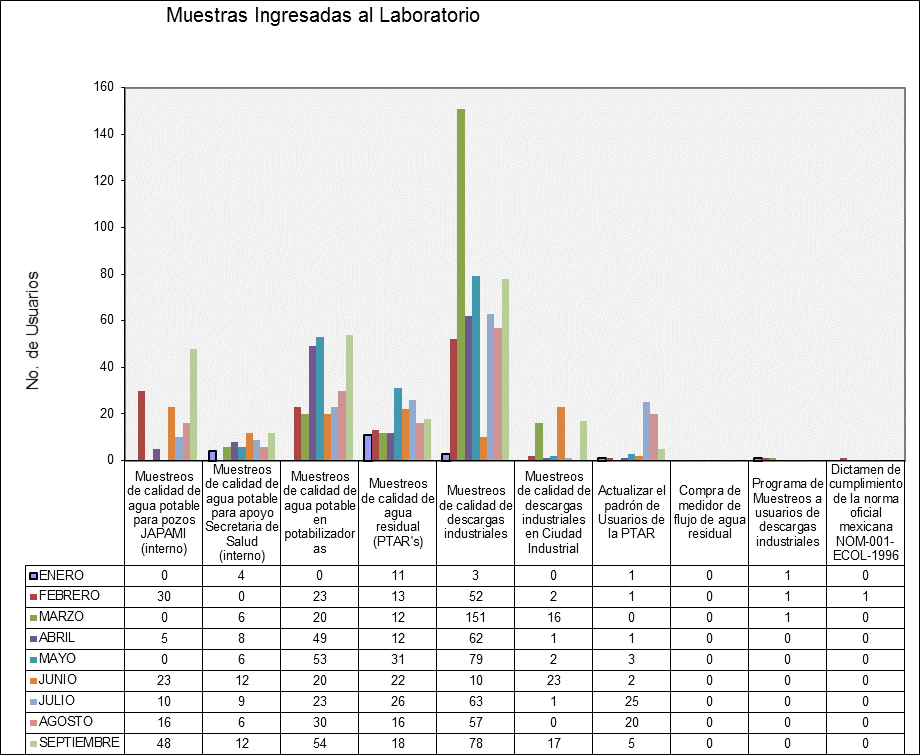 Muestras Ingresadas al Laboratorio
No. de Usuarios
160
140
120
100
80
60
40
20
0
Muestreos de calidad de agua potable para pozos JAPAMI (interno)
Muestreos de calidad de agua potable para apoyo Secretaria de Salud (interno)
Muestreos de calidad de agua potable en potabilizadoras
Muestreos de calidad de agua residual (PTAR's)
Muestreos de calidad de descargas industriales
Muestreos de calidad de descargas industriales en Ciudad Industrial
Actualizar el padrón de Usuarios de la PTAR
Compra de medidor de flujo de agua residual
Programa de Muestreos a usuarios de descargas industriales
Dictamen de cumplimiento de la norma oficial mexicana NOM-001-ECOL-1996
ENERO 0 4 0 11 3 0 1 0 1 0
FEBRERO 30 0 23 13 52 2 1 0 1 1
MARZO 0 6 20 12 151 16 0 0 1 0
ABRIL 5 8 49 12 62 1 1 0 0 0
MAYO 0 6 53 31 79 2 3 0 0 0
JUNIO 23 12 20 22 10 23 2 0 0 0
JULIO 10 9 23 26 63 1 25 0 0 0
AGOSTO 16 6 30 16 57 0 20 0 0 0
SEPTIEMBRE 48 12 54 18 78 17 5 0 0 0